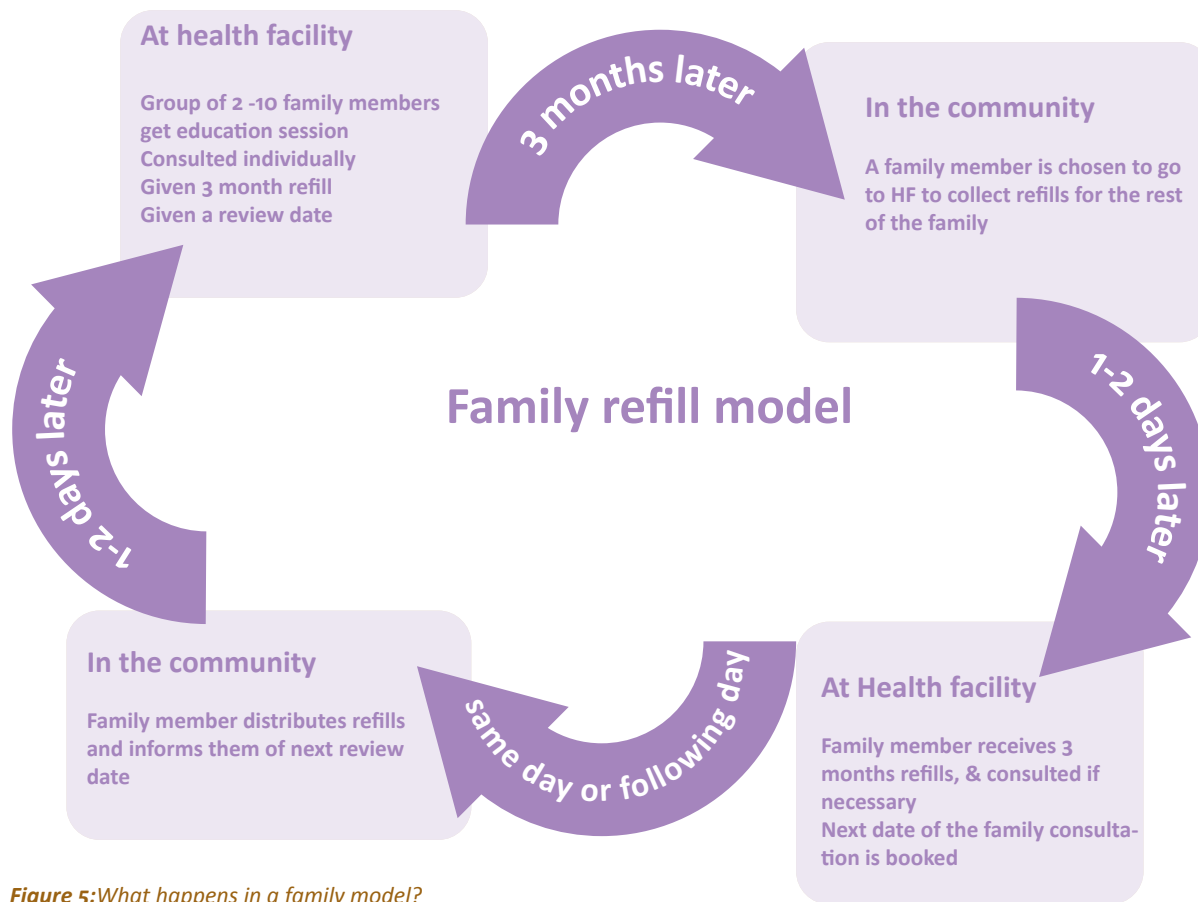 At health facility
Group of 2 -10 family members
get education session
Consulted individually
Given 3 month refill
Given a review date
3 months later
In the community
A family member is chosen to go
to HF to collect refills for the rest
of the family
1-2 days later
Family refill model
At Health facility
Family member receives 3
months refills, & consulted if
necessary
Next date of the family consulta-
tion is booked
same day or following day
In the community
Family member distributes refills
and informs them of next review
date
1-2 days later
Figure 5:What happens in a family model?